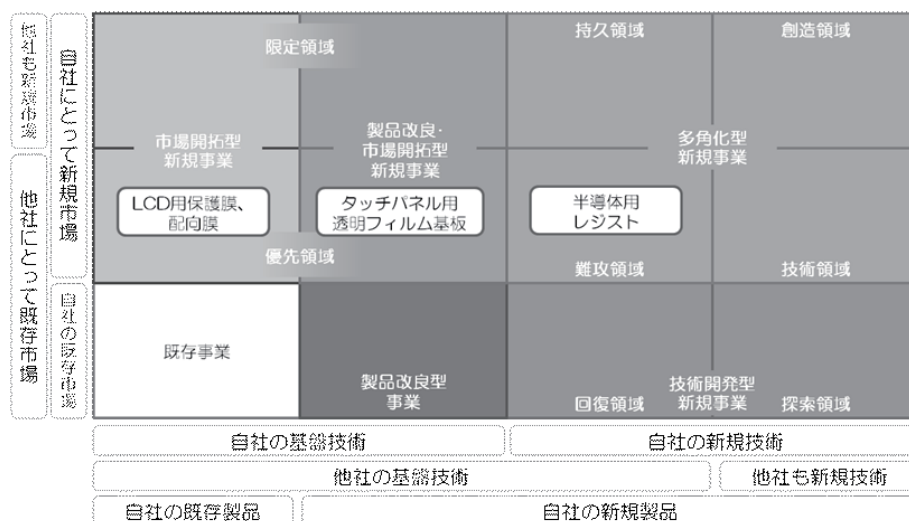 他社も新規市場
他社にとって既存市場
自社にとって新規市場
自社の既存市場
限定領域
持久領域
創造領域
市場開拓型
新規事業
製品改良・
市場開拓型
新規事業
多角化型
新規事業
LCD用保護膜、
配向膜
タッチパネル用
透明フィルム基板
半導体用
レジスト
優先領域
難攻領域
技術領域
既存事業
製品改良型
事業
回復領域
技術開発型
新規事業
探索領域
自社の基盤技術
自社の新規技術
他社の基盤技術
他社も新規技術
自社の既存製品
自社の新規製品